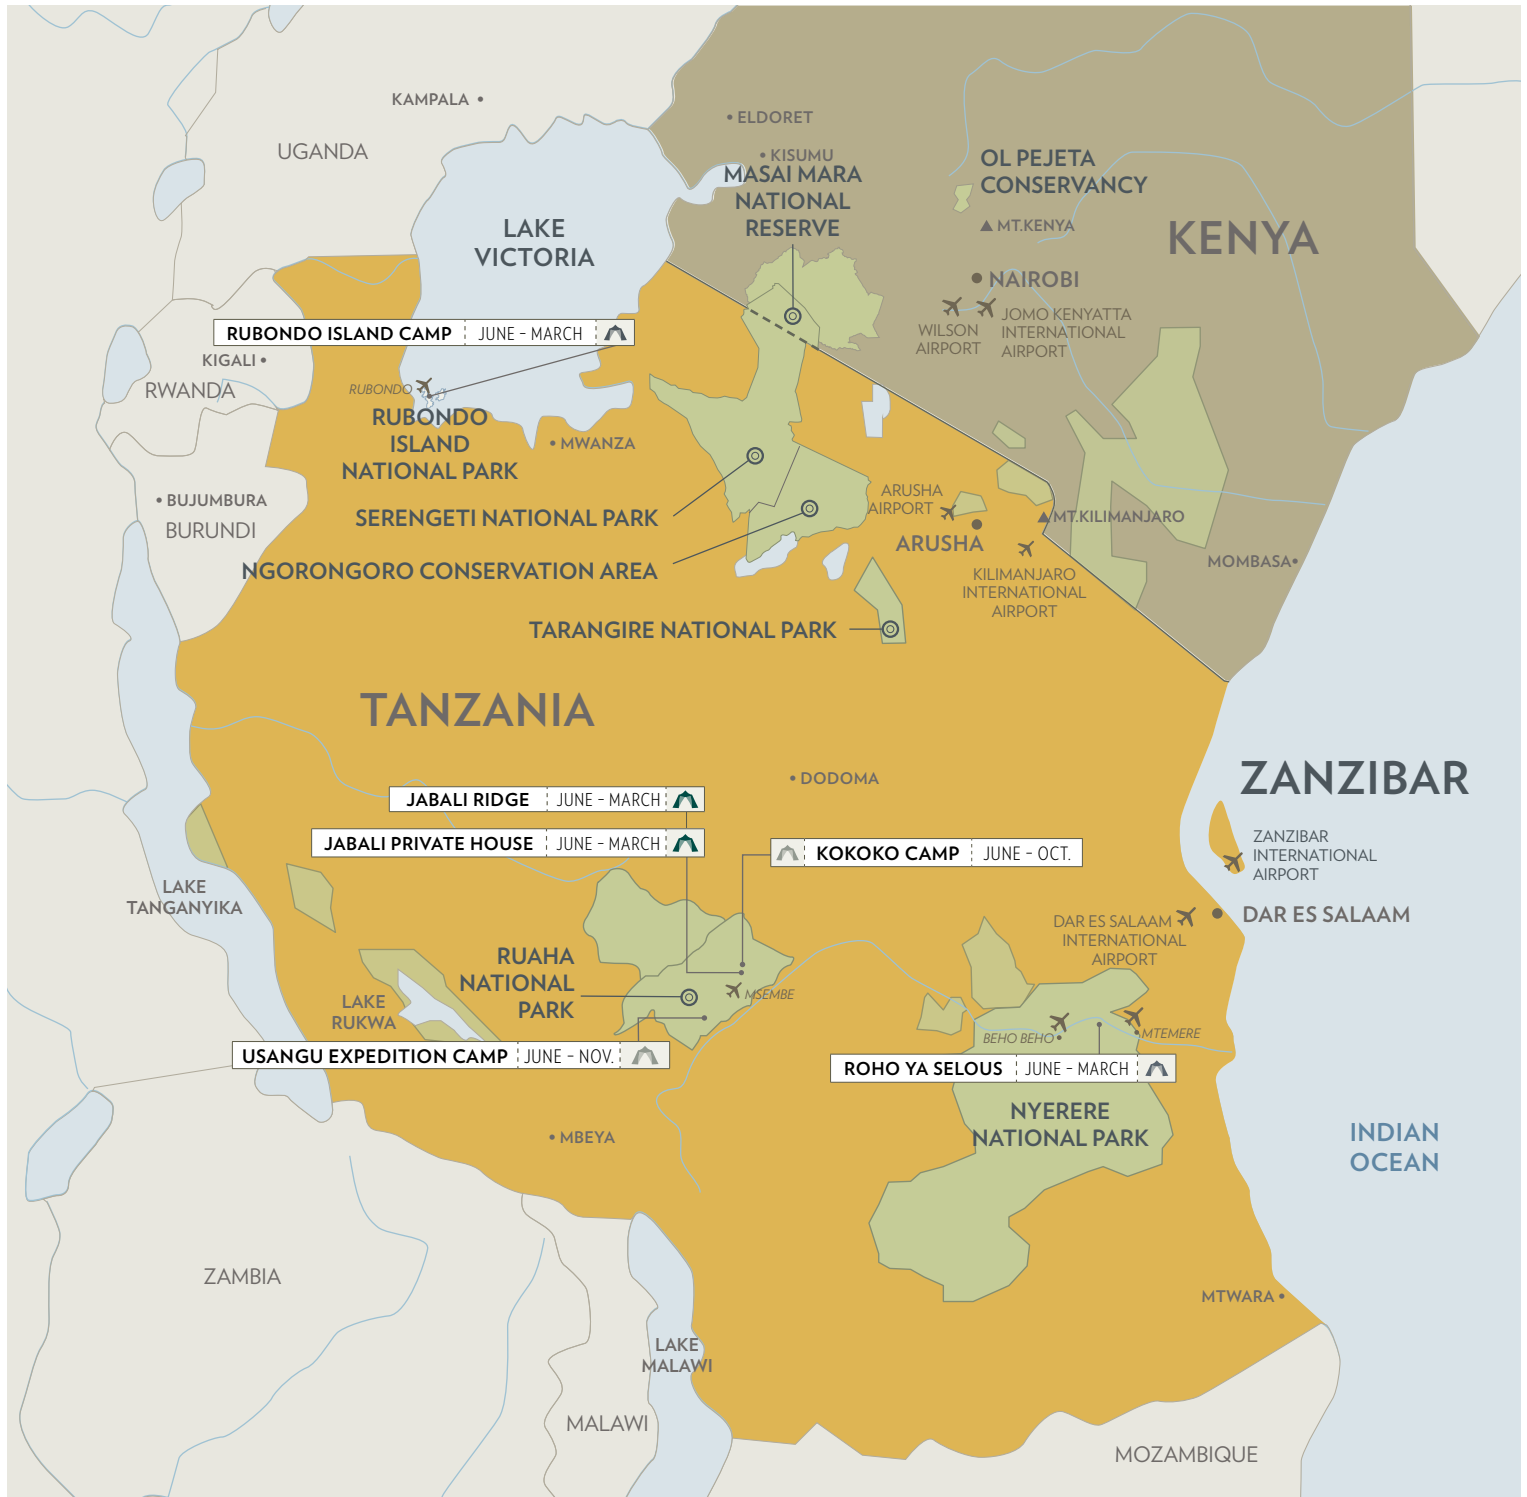 KAMPALA
UGANDA
ELDORET
KISUMU
MASAI MARA
NATIONAL
RESERVE
OL PEJETA
CONSERVANCY
MT.KENYA
KENYA
LAKE
VICTORIA
NAIROBI
WILSON
AIRPORT
JOMO KENYATTA
INTERNATIONAL
AIRPORT
RUBONDO ISLAND CAMP JUNE – MARCH
KIGALI
RWANDA
RUBONDO
RUBONDO
ISLAND
NATIONAL PARK
MWANZA
BUJUMBURA
BURUNDI
SERENGETI NATIONAL PARK
ARUSHA
AIRPORT
ARUSHA
MT.KILIMANJARO
NGORONGORO CONSERVATION AREA
KILIMANJARO
INTERNATIONAL
AIRPORT
MOMBASA
TARANGIRE NATIONAL PARK
TANZANIA
DODOMA
ZANZIBAR
JABALI RIDGE JUNE – MARCH
JABALI PRIVATE HOUSE JUNE – MARCH
KOKOKO CAMP JUNE – OCT.
ZANZIBAR
INTERNATIONAL
AIRPORT
LAKE
TANGANYIKA
DAR ES SALAAM
INTERNATIONAL
AIRPORT
DAR ES SALAAM
RUAHA
NATIONAL
PARK
MSEMBE
LAKE
RUKWA
BEHO BEHO
MTEMERE
USANGU EXPEDITION CAMP JUNE – NOV.
ROHO YA SELOUS JUNE – MARCH
NYERERE
NATIONAL PARK
MBEYA
INDIAN
OCEAN
ZAMBIA
MTWARA
LAKE
MALAWI
MALAWI
MOZAMBIQUE